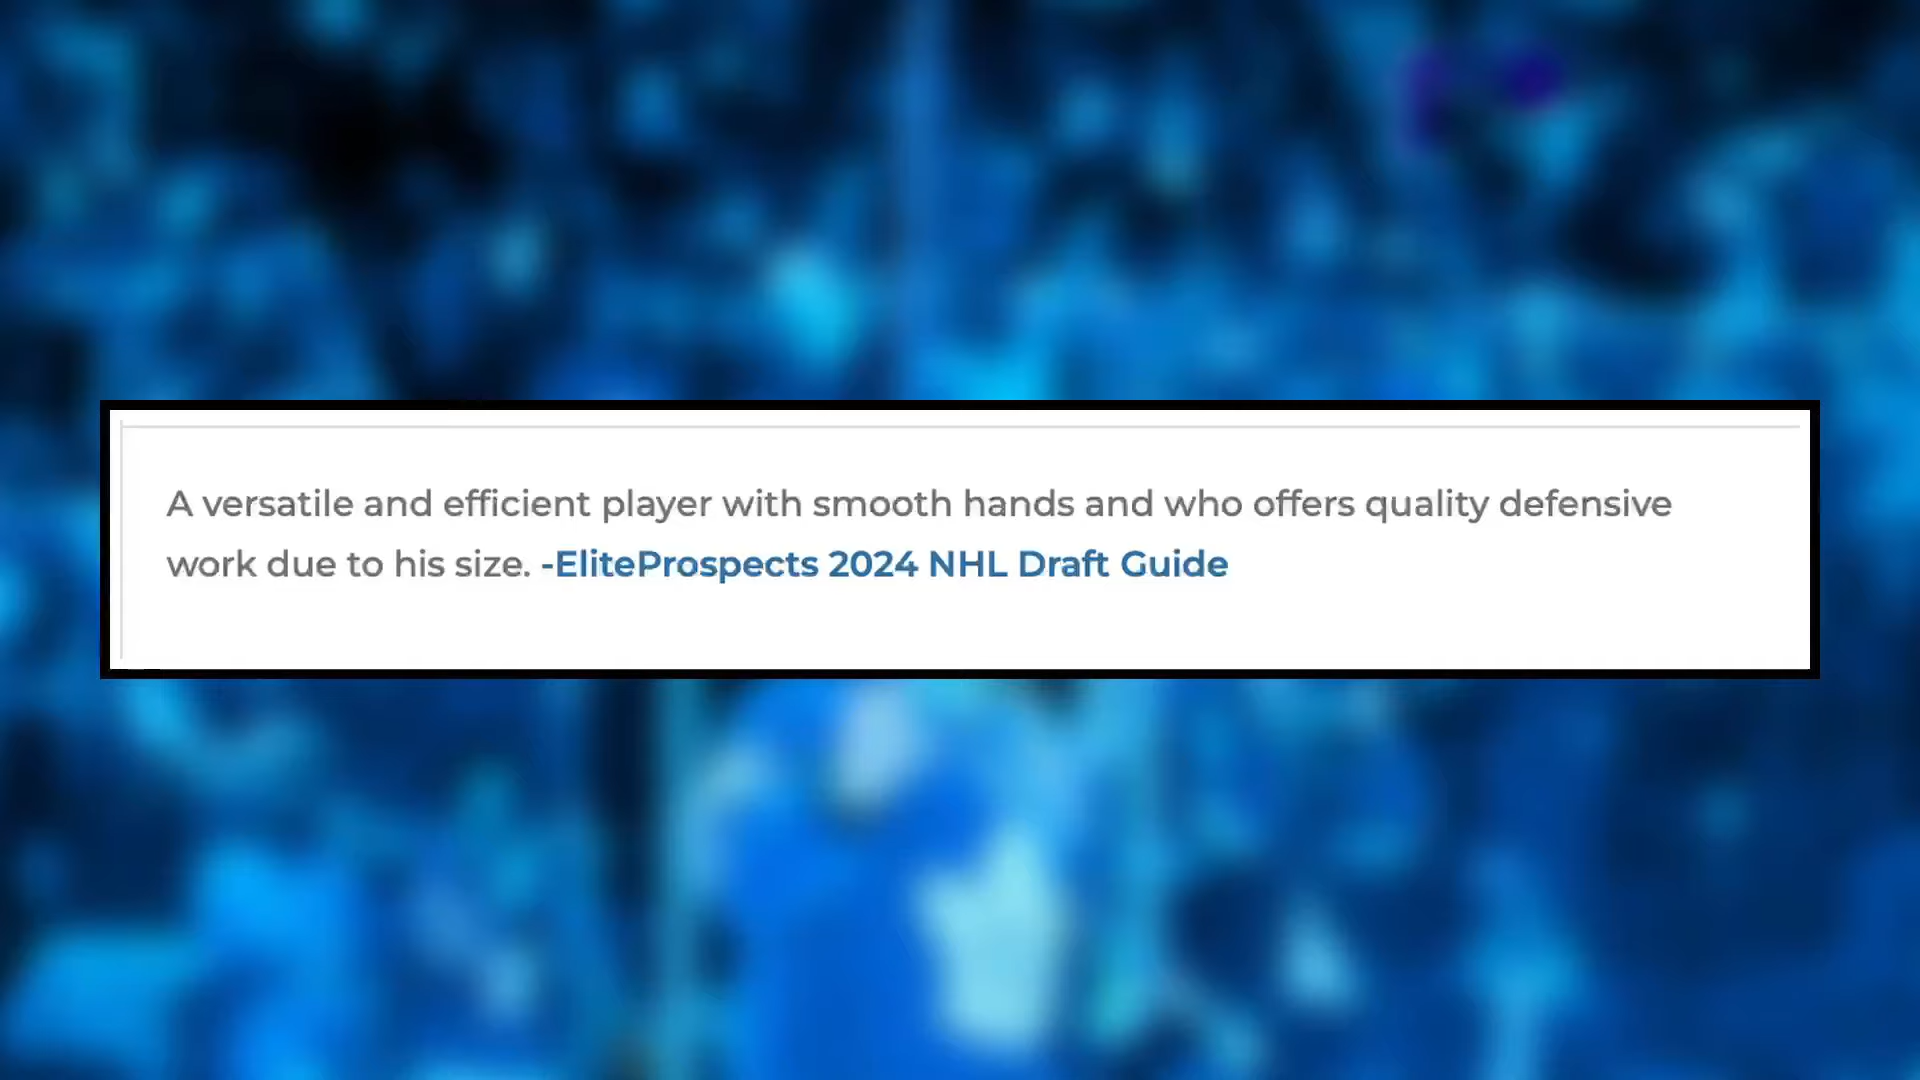 A versatile and efficient player with smooth hands and who offers quality defensive
work due to his size. -EliteProspects 2024 NHL Draft Guide